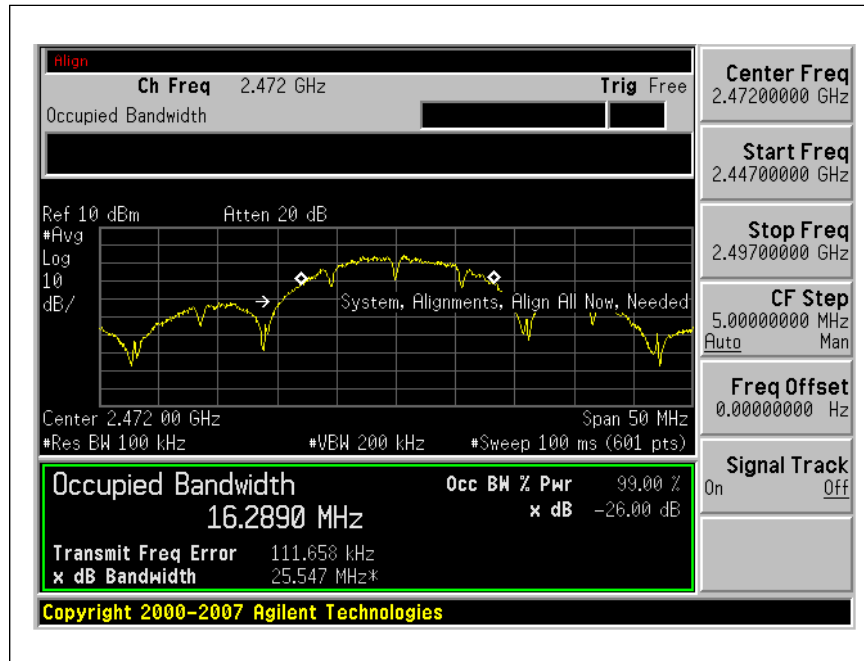 Align
Ch Freq 2.472 GHz Trig Free
Occupied Bandwidth
Ref 10 dBm Atten 20 dB
#Avg
Log
10
dB/
System, Alignments, Align All Now, Needed
Center 2.472 00 GHz Span 50 MHz
#Res BW 100 kHz #VBW 200 kHz #Sweep 100 ms (601 pts)
Occupied Bandwidth Occ BW % Pwr 99.00 %
16.2890 MHz x dB -26.00 dB
Transmit Freq Error 111.658 kHz
x dB Bandwidth 25.547 MHz*
Copyright 2000-2007 Agilent Technologies
Center Freq
2.47200000 GHz
Start Freq
2.44700000 GHz
Stop Freq
2.49700000 GHz
CF Step
5.00000000 MHz
Auto Man
Freq Offset
0.00000000 Hz
Signal Track
On Off